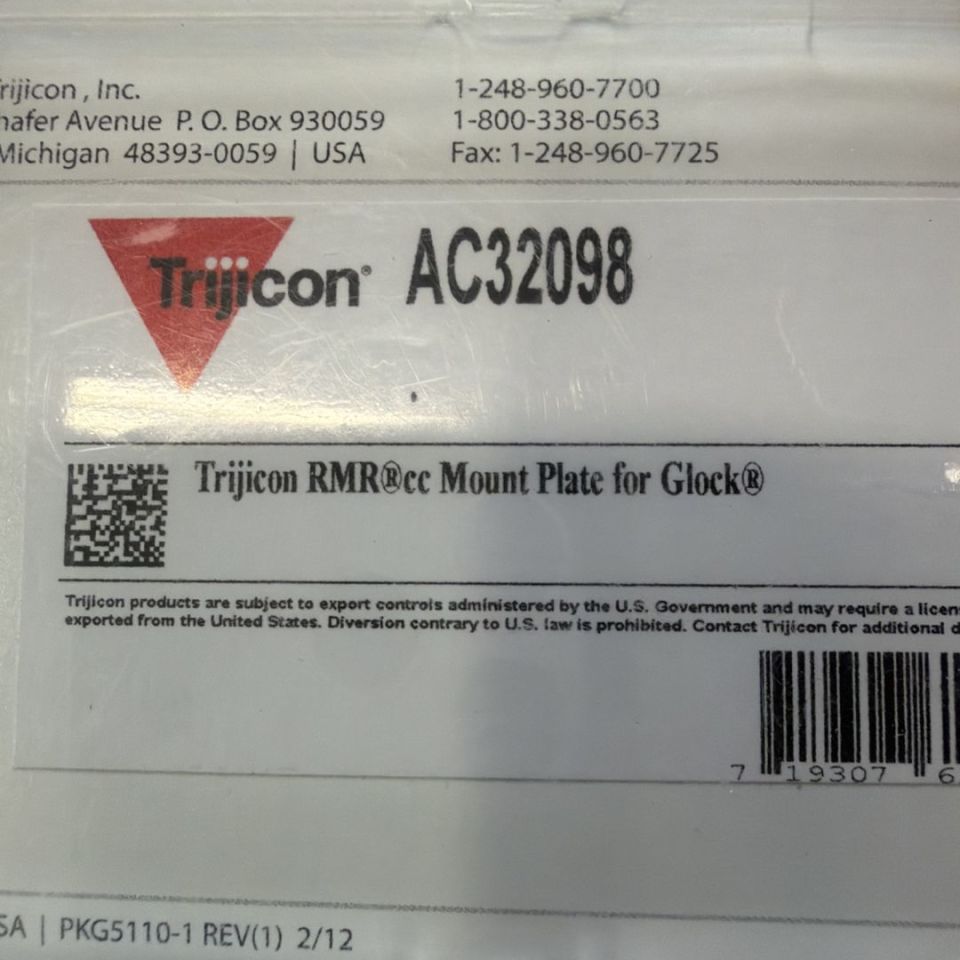 rijicon , Inc.
1-248-960-7700
hafer Avenue P. O. Box 930059
1-800-338-0563
Michigan 48393-0059 | USA
Fax: 1-248-960-7725
Trijicon® AC32098
Trijicon RMR®cc Mount Plate for Glock®
Trijicon products are subject to export controls administered by the U.S. Government and may require a licen
exported from the United States. Diversion contrary to U.S. law is prohibited. Contact Trijicon for additional d
7 19307 6
SA | PKG5110-1 REV(1) 2/12